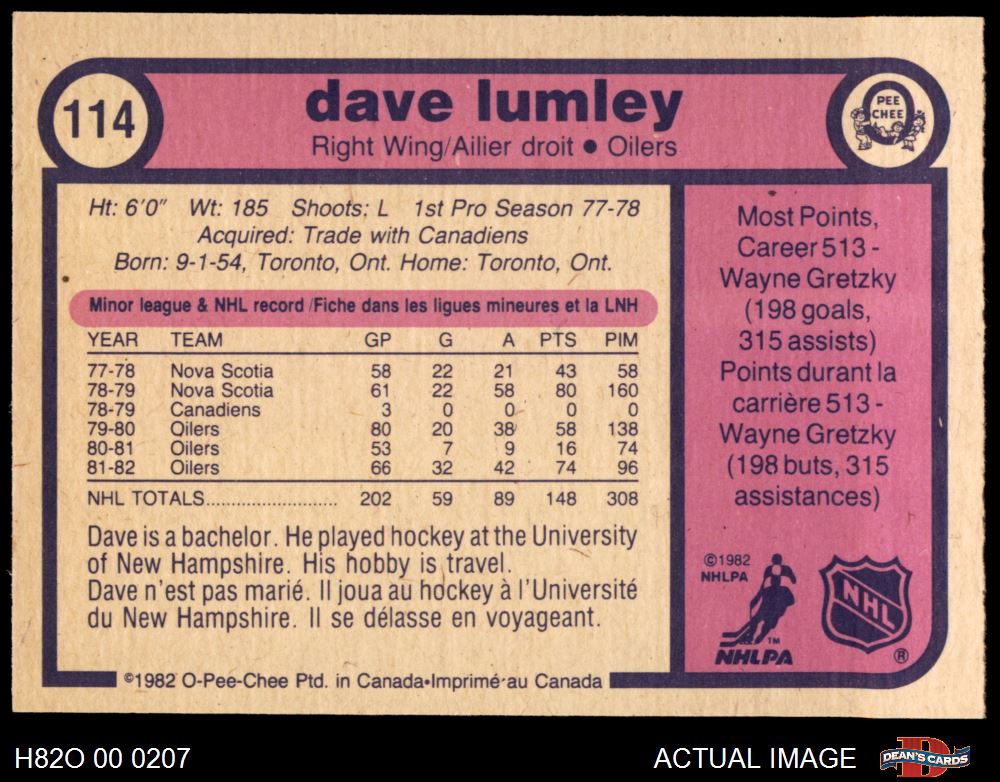 114
dave lumley
Right Wing/Ailier droit ● Oilers
PEE
CHEE
Ht: 6'0" Wt: 185 Shoots: L 1st Pro Season 77-78
Acquired: Trade with Canadiens
Born: 9-1-54, Toronto, Ont. Home: Toronto, Ont.
Minor league & NHL record /Fiche dans les ligues mineures et la LNH
YEAR TEAM GP G A PTS PIM
77-78 Nova Scotia 58 22 21 43 58
78-79 Nova Scotia 61 22 58 80 160
78-79 Canadiens 3 0 0 0 0
79-80 Oilers 80 20 38 58 138
80-81 Oilers 53 7 9 16 74
81-82 Oilers 66 32 42 74 96
NHL TOTALS......................... 202 59 89 148 308
Dave is a bachelor. He played hockey at the University
of New Hampshire. His hobby is travel.
Dave n'est pas marié. Il joua au hockey à l'Université
du New Hampshire. Il se délasse en voyageant.
Most Points,
Career 513 -
Wayne Gretzky
(198 goals,
315 assists)
Points durant la
carrière 513 -
Wayne Gretzky
(198 buts, 315
assistances)
©1982
NHLPA
TM
NHLPA
NHL
®
©1982 O-Pee-Chee Ptd. in Canada•Imprimé au Canada
H82O 00 0207
ACTUAL IMAGE
D
DEAN'S CARDS